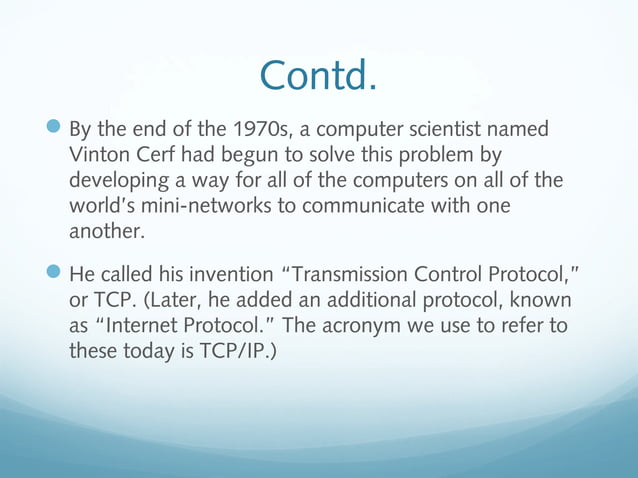 Contd.
By the end of the 1970s, a computer scientist named
Vinton Cerf had begun to solve this problem by
developing a way for all of the computers on all of the
world’s mini-networks to communicate with one
another.
He called his invention “Transmission Control Protocol,”
or TCP. (Later, he added an additional protocol, known
as “Internet Protocol.” The acronym we use to refer to
these today is TCP/IP.)